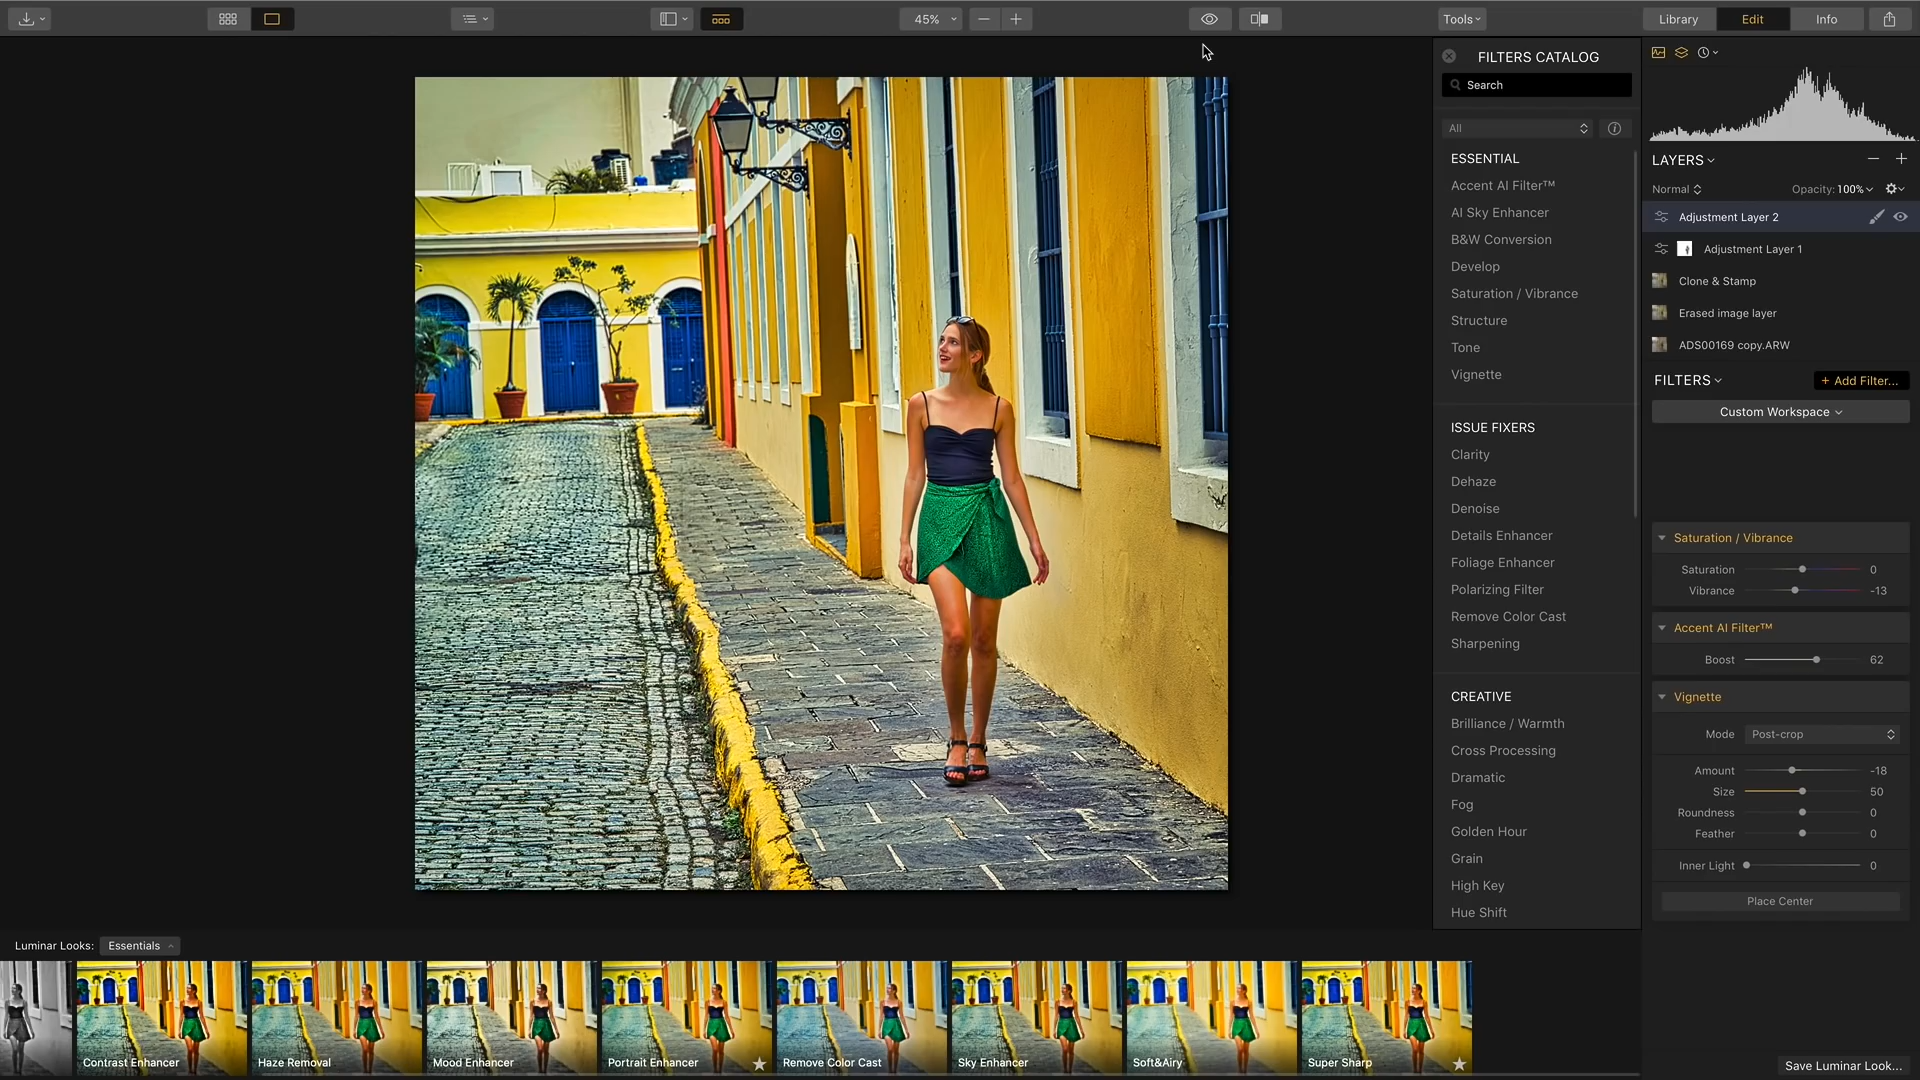 45%
Tools
Library
Edit
Info
FILTERS CATALOG
Search
All
ESSENTIAL
Accent AI Filter™
AI Sky Enhancer
B&W Conversion
Develop
Saturation / Vibrance
Structure
Tone
Vignette
ISSUE FIXERS
Clarity
Dehaze
Denoise
Details Enhancer
Foliage Enhancer
Polarizing Filter
Remove Color Cast
Sharpening
CREATIVE
Brilliance / Warmth
Cross Processing
Dramatic
Fog
Golden Hour
Grain
High Key
Hue Shift
LAYERS
Normal
Opacity: 100%
Adjustment Layer 2
Adjustment Layer 1
Clone & Stamp
Erased image layer
ADS00169 copy.ARW
FILTERS
+ Add Filter...
Custom Workspace
Saturation / Vibrance
Saturation 0
Vibrance -13
Accent AI Filter™
Boost 62
Vignette
Mode Post-crop
Amount -18
Size 50
Roundness 0
Feather 0
Inner Light 0
Place Center
Luminar Looks: Essentials
Contrast Enhancer
Haze Removal
Mood Enhancer
Portrait Enhancer
Remove Color Cast
Sky Enhancer
Soft&Airy
Super Sharp
Save Luminar Look...